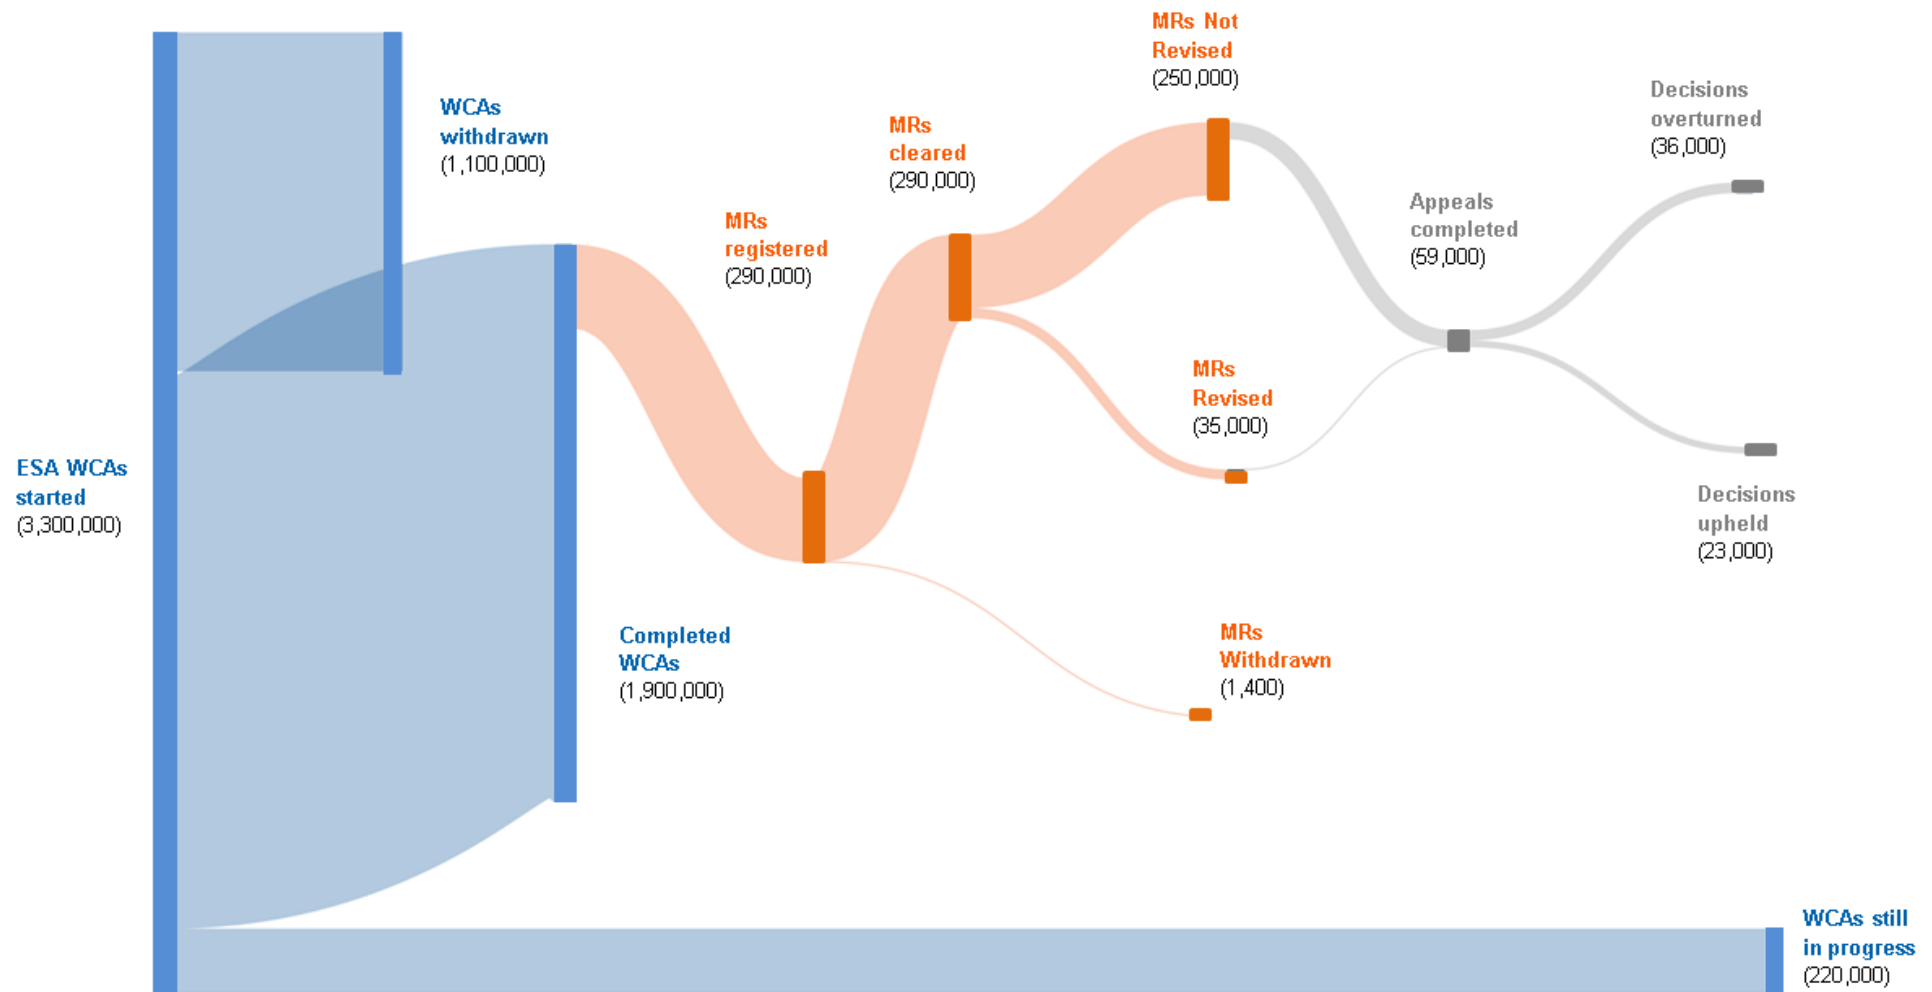 ESA WCAs
started
(3,300,000)
WCAs
withdrawn
(1,100,000)
Completed
WCAs
(1,900,000)
MRs
registered
(290,000)
MRs
cleared
(290,000)
MRs Not
Revised
(250,000)
MRs
Revised
(35,000)
MRs
Withdrawn
(1,400)
Appeals
completed
(59,000)
Decisions
overturned
(36,000)
Decisions
upheld
(23,000)
WCAs still
in progress
(220,000)